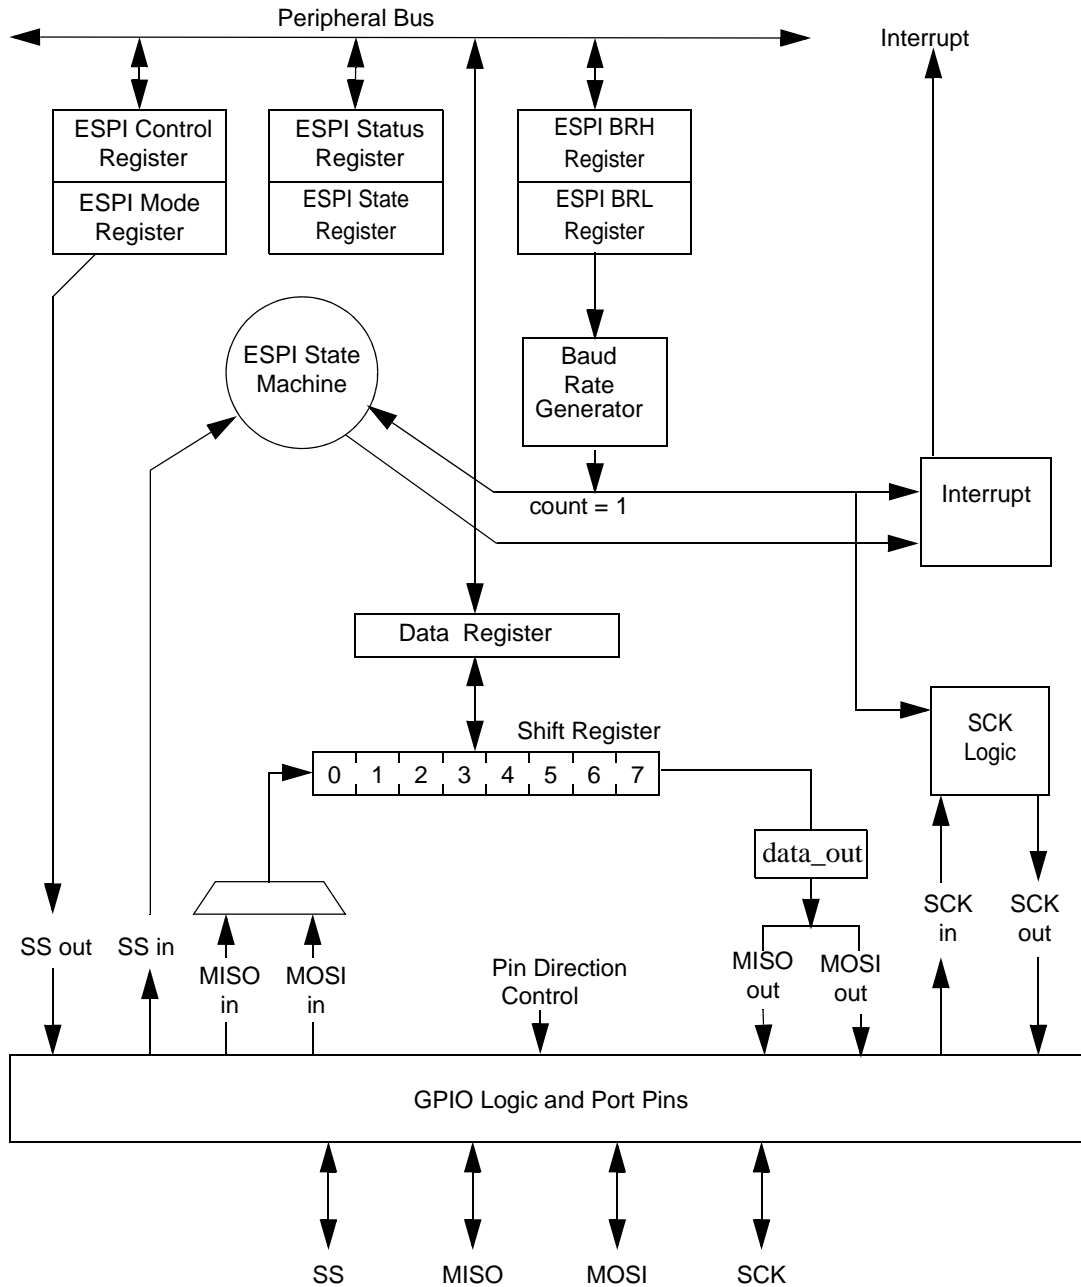 Peripheral Bus
Interrupt
ESPI Control
Register
ESPI Mode
Register
ESPI Status
Register
ESPI State
Register
ESPI BRH
Register
ESPI BRL
Register
ESPI State
Machine
Baud
Rate
Generator
count = 1
Interrupt
Data Register
Shift Register
0 1 2 3 4 5 6 7
SCK
Logic
data_out
SS out
SS in
MISO
in
MOSI
in
Pin Direction
Control
MISO
out
MOSI
out
SCK
in
SCK
out
GPIO Logic and Port Pins
SS
MISO
MOSI
SCK